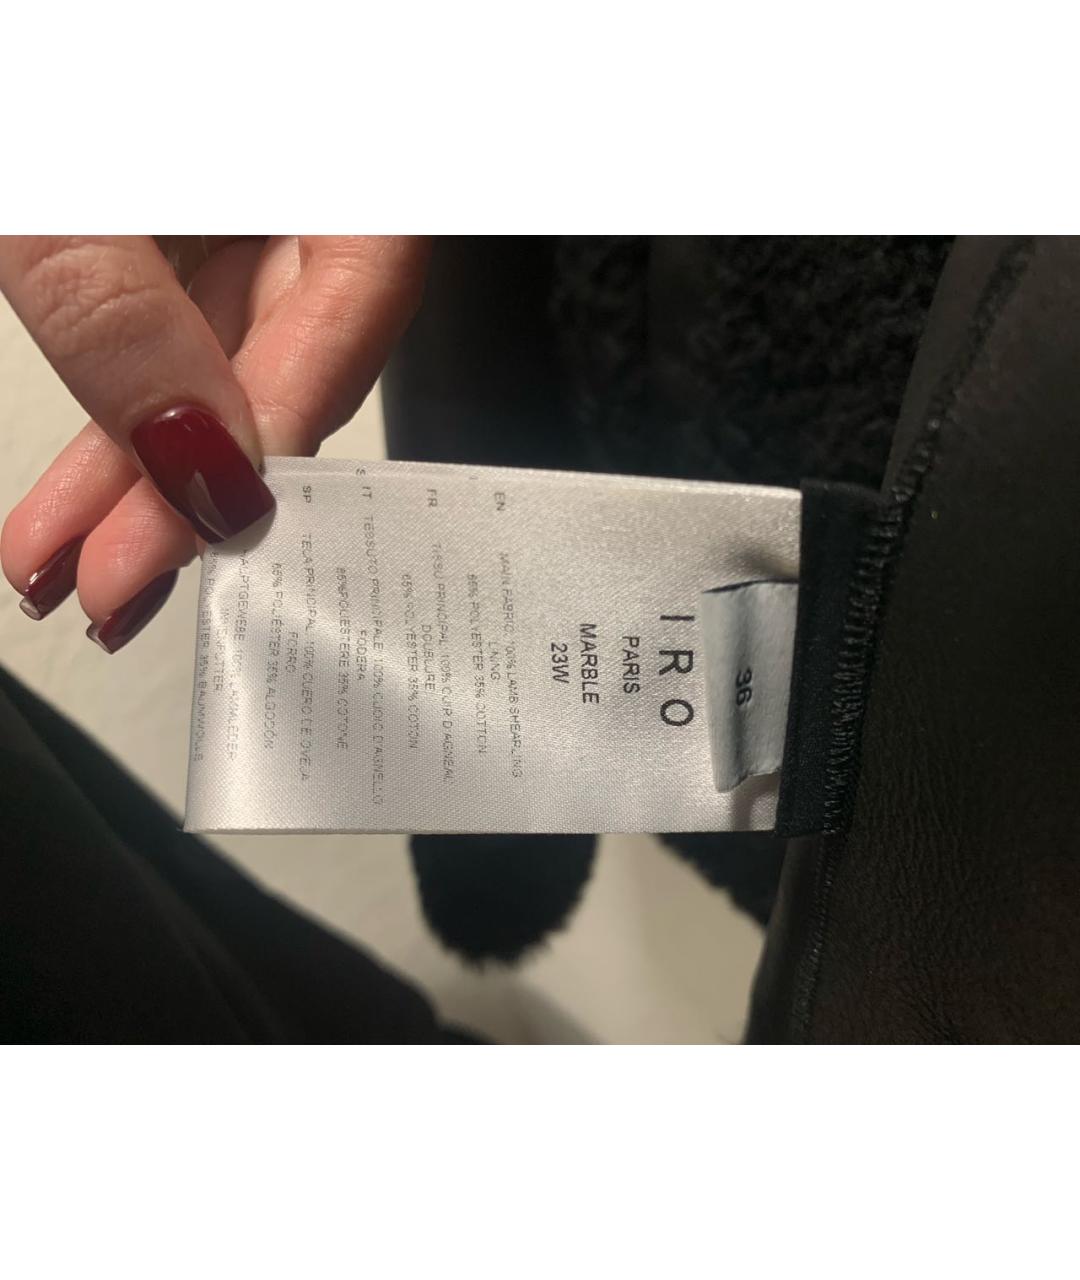 36
IRO
PARIS
MARBLE
23W
EN MAIN FABRIC 100% LAMB SHEARLING
LINING
65% POLYESTER 35% COTTON
FR TISSU PRINCIPAL 100% CUIR D'AGNEAU
DOUBLURE
65% POLYESTER 35% COTON
IT TESSUTO PRINCIPALE 100% CUOIO D'AGNELLO
FODERA
65% POLIESTERE 35% COTONE
SP TELA PRINCIPAL 100% CUERO DE OVEJA
FORRO
65% POLIÉSTER 35% ALGODÓN
HAUPTGEWEBE 100% LAMMLEDER
65% POLYESTER 35% BAUMWOLLE